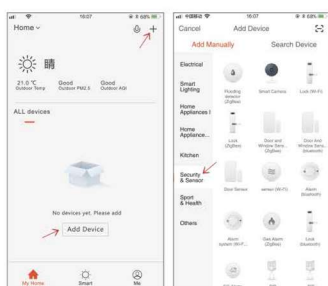 16:07
68%
Home
晴
21.0 °C
Good
Good
Outdoor Temp
Outdoor PM2.5
Outdoor AQI
ALL devices
No devices yet. Please add
Add Device
My Home
Smart
Me
中国移动
16:07
68%
Cancel
Add Device
Add Manually
Search Device
Electrical
Smart
Lighting
Home
Appliances I
Home
Appliance...
Kitchen
Security
& Sensor
Sport
& Health
Others
Flooding
detector
(ZigBee)
Smart Camera
Lock (Wi-Fi)
Lock
(ZigBee)
Door And
Window Sens...
(ZigBee)
Door And
Window Sens...
(bluetooth)
Door Sensor
sensor (Wi-Fi)
Alarm
(bluetooth)
Alarm
system (Wi-F...
Gas Alarm
(ZigBee)
Lock
(bluetooth)